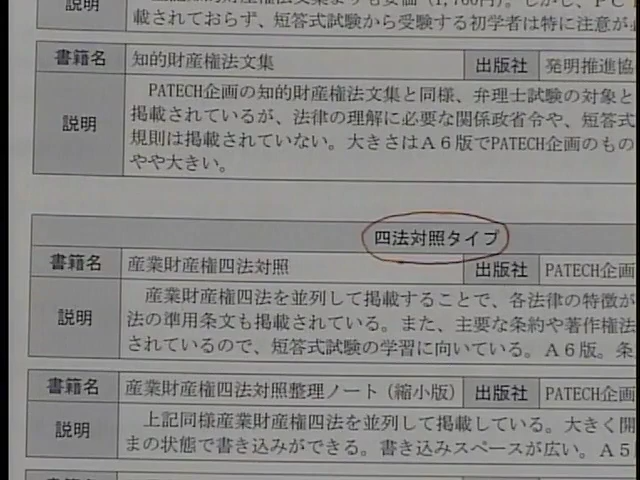 説明
載されておらず、短答式試験から受験する初学者は特に注意が必
書籍名 知的財産権法文集 出版社 発明推進協
説明
PATECH企画の知的財産権法文集と同様、弁理士試験の対象と
掲載されているが、法律の理解に必要な関係政省令や、短答式
規則は掲載されていない。大きさはA6版でPATECH企画のもの
やや大きい。
四法対照タイプ
書籍名 産業財産権四法対照 出版社 PATECH企画
説明
産業財産権四法を並列して掲載することで、各法律の特徴が
法の準用条文も掲載されている。また、主要な条約や著作権法
されているので、短答式試験の学習に向いている。A6版。条
書籍名 産業財産権四法対照整理ノート(縮小版) 出版社 PATECH企画
説明
上記同様産業財産権四法を並列して掲載している。大きく開
まの状態で書き込みができる。書き込みスペースが広い。A5